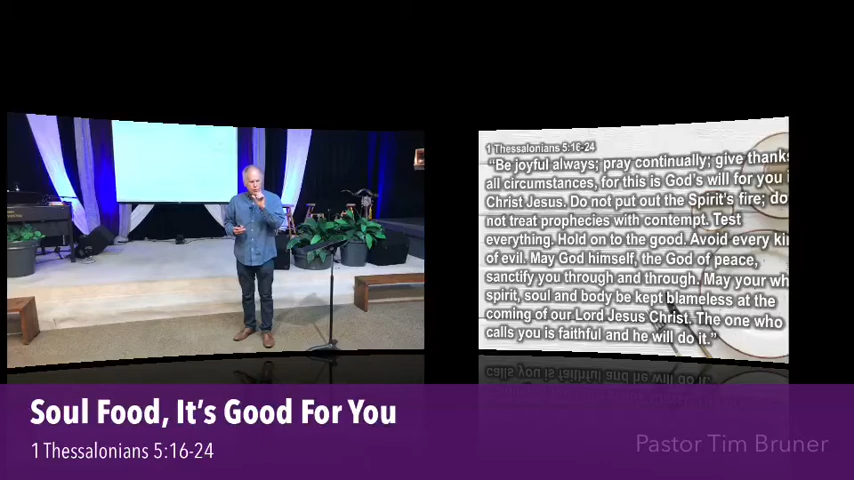 1 Thessalonians 5:16-24
“Be joyful always; pray continually; give thanks
all circumstances, for this is God’s will for you i
Christ Jesus. Do not put out the Spirit’s fire; do
not treat prophecies with contempt. Test
everything. Hold on to the good. Avoid every kin
of evil. May God himself, the God of peace,
sanctify you through and through. May your wh
spirit, soul and body be kept blameless at the
coming of our Lord Jesus Christ. The one who
calls you is faithful and he will do it.”
Soul Food, It’s Good For You
1 Thessalonians 5:16-24
Pastor Tim Bruner